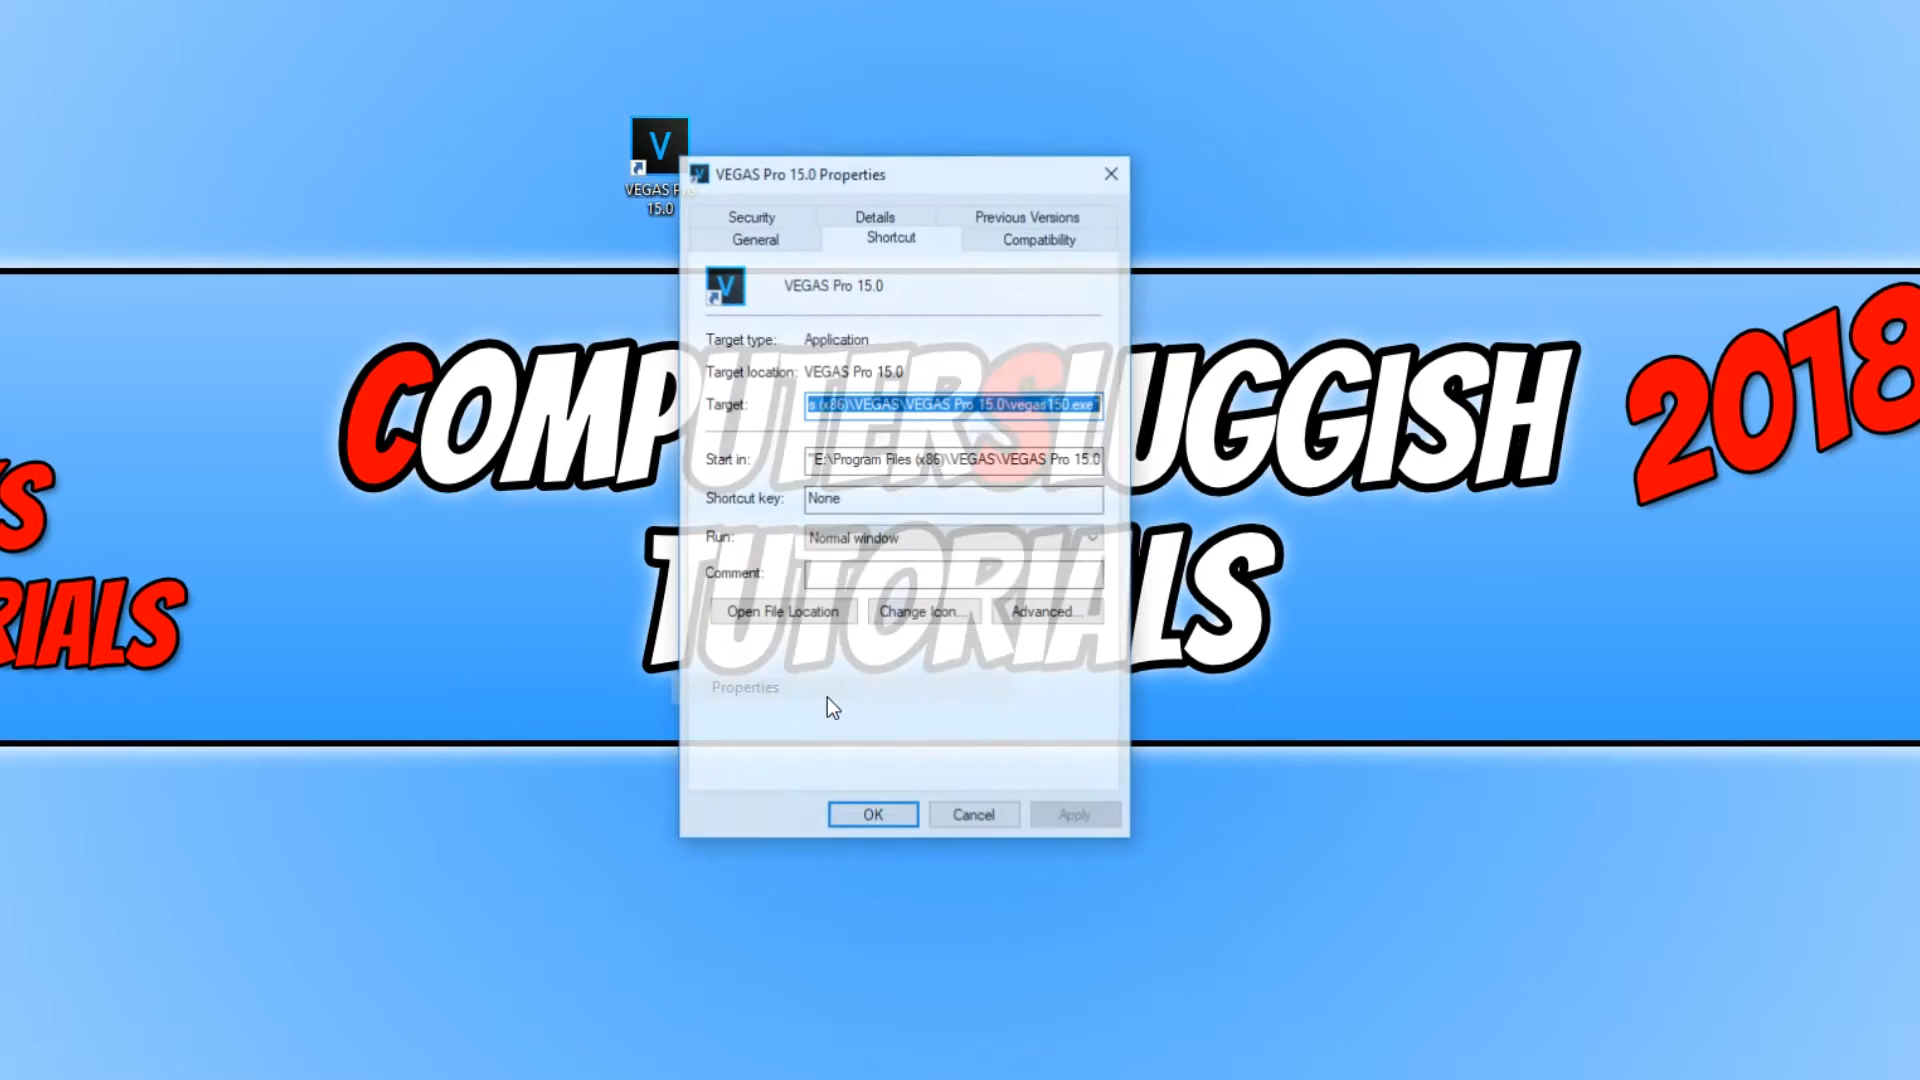 VEGAS P
15.0
VEGAS Pro 15.0 Properties
Security Details Previous Versions
General Shortcut Compatibility
VEGAS Pro 15.0
Target type: Application
Target location: VEGAS Pro 15.0
Target: s (x86)\VEGAS\VEGAS Pro 15.0\vegas150.exe"
Start in: "E:\Program Files (x86)\VEGAS\VEGAS Pro 15.0
Shortcut key: None
Run: Normal window
Comment:
Open File Location Change Icon... Advanced...
Properties
OK Cancel Apply
COMPUTERSLUGGISH
TUTORIALS
2018
'S
RIALS